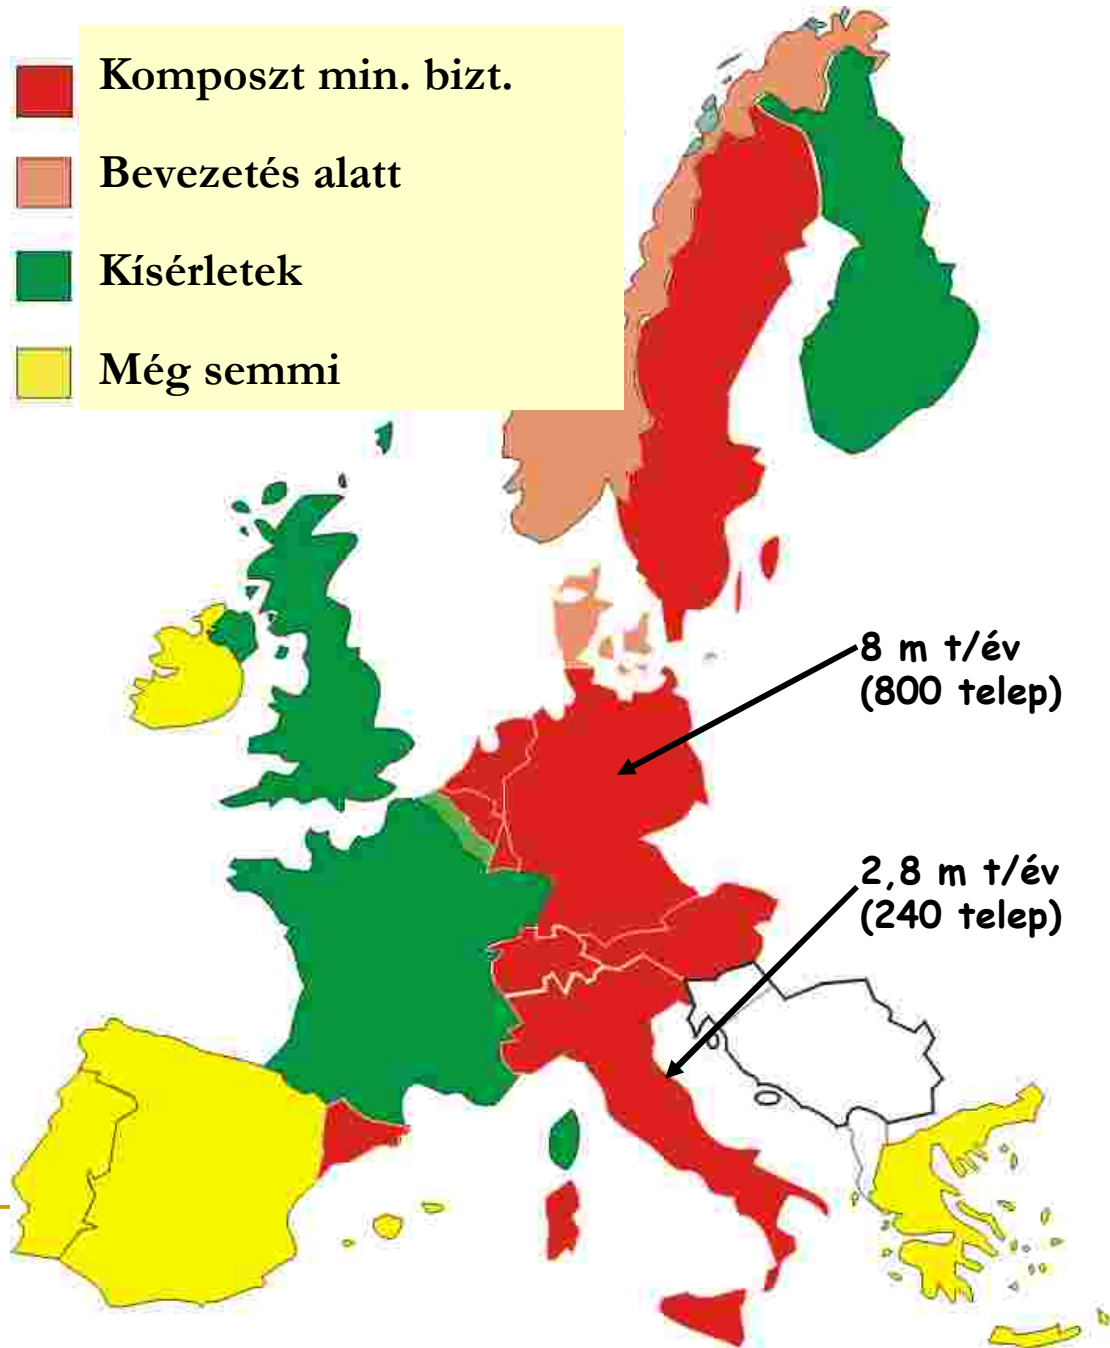 Komposzt min. bizt.
Bevezetés alatt
Kísérletek
Még semmi
8 m t/év
(800 telep)
2,8 m t/év
(240 telep)